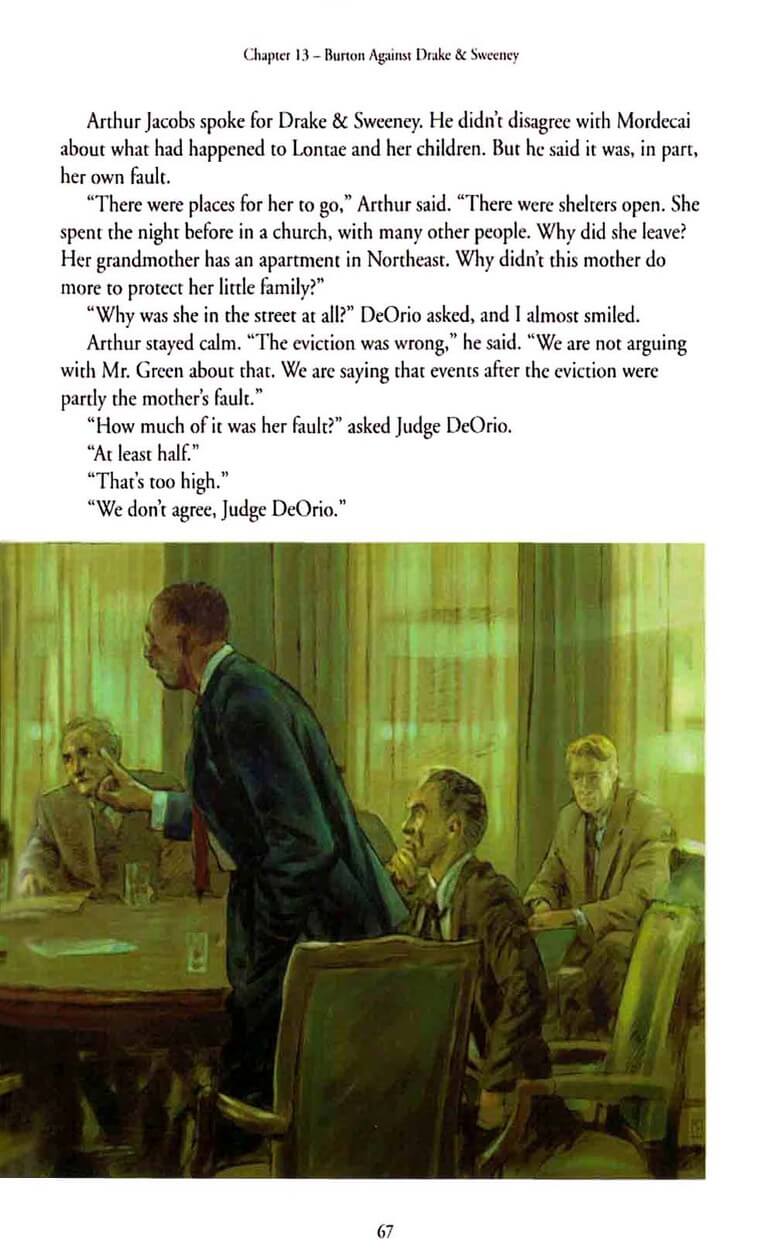 Chapter 13 – Burton Against Drake & Sweeney
Arthur Jacobs spoke for Drake & Sweeney. He didn't disagree with Mordecai
about what had happened to Lontae and her children. But he said it was, in part,
her own fault.
“There were places for her to go,” Arthur said. “There were shelters open. She
spent the night before in a church, with many other people. Why did she leave?
Her grandmother has an apartment in Northeast. Why didn't this mother do
more to protect her little family?”
“Why was she in the street at all?” DeOrio asked, and I almost smiled.
Arthur stayed calm. “The eviction was wrong,” he said. “We are not arguing
with Mr. Green about that. We are saying that events after the eviction were
partly the mother's fault.”
“How much of it was her fault?” asked Judge DeOrio.
“At least half.”
“That's too high.”
“We don't agree, Judge DeOrio.”
67